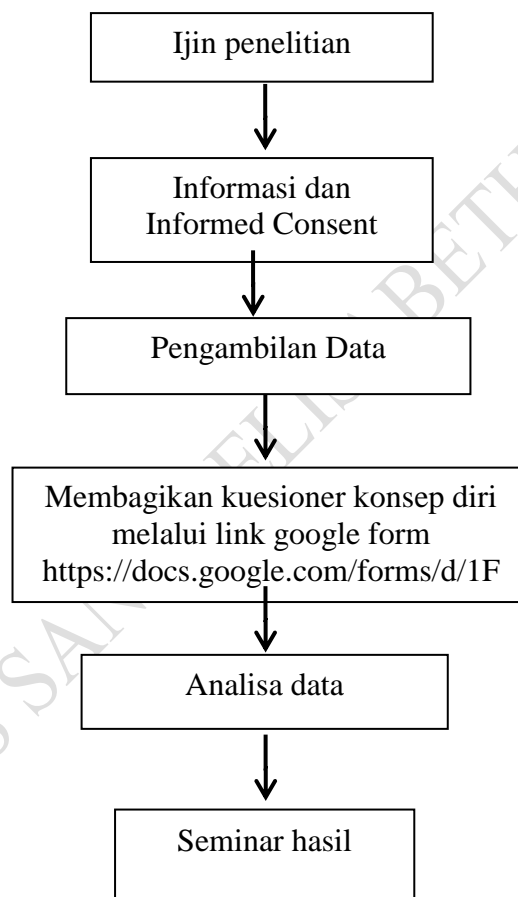 Ijin penelitian
Informasi dan
Informed Consent
Pengambilan Data
Membagikan kuesioner konsep diri
melalui link google form
https://docs.google.com/forms/d/1F
Analisa data
Seminar hasil